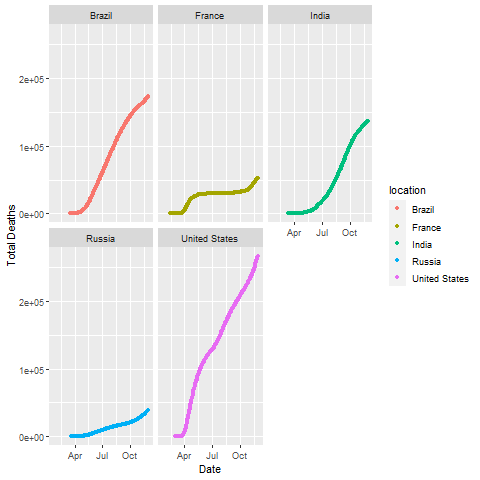 Brazil
France
India
2e+05
1e+05
0e+00
Apr
Jul
Oct
Russia
United States
2e+05
1e+05
0e+00
Apr
Jul
Oct
Apr
Jul
Oct
Date
Total Deaths
location
Brazil
France
India
Russia
United States